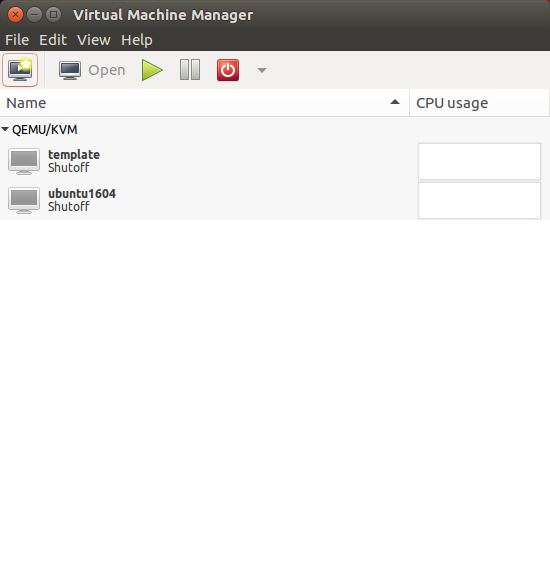 Virtual Machine Manager
File Edit View Help
Open
Name CPU usage
QEMU/KVM
template
Shutoff
ubuntu1604
Shutoff